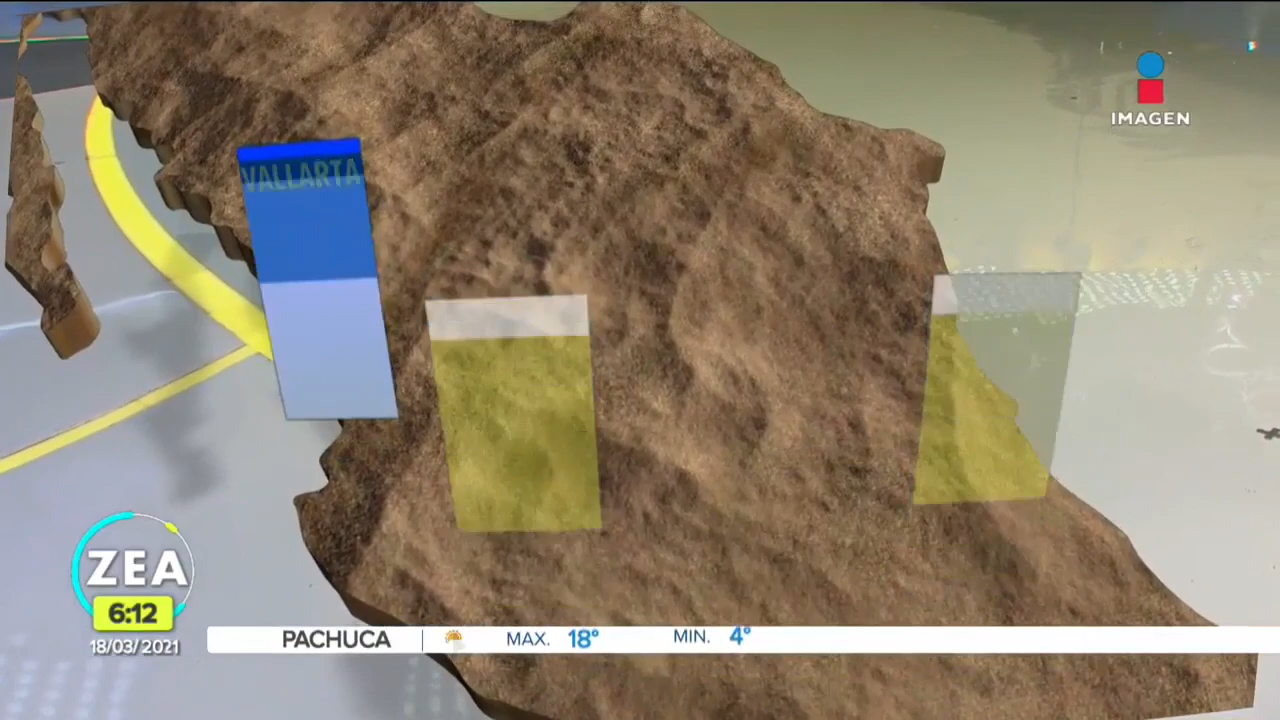 IMAGEN
VALLARTA
ZEA
6:12
18/03/2021
PACHUCA MAX. 18° MIN. 4°